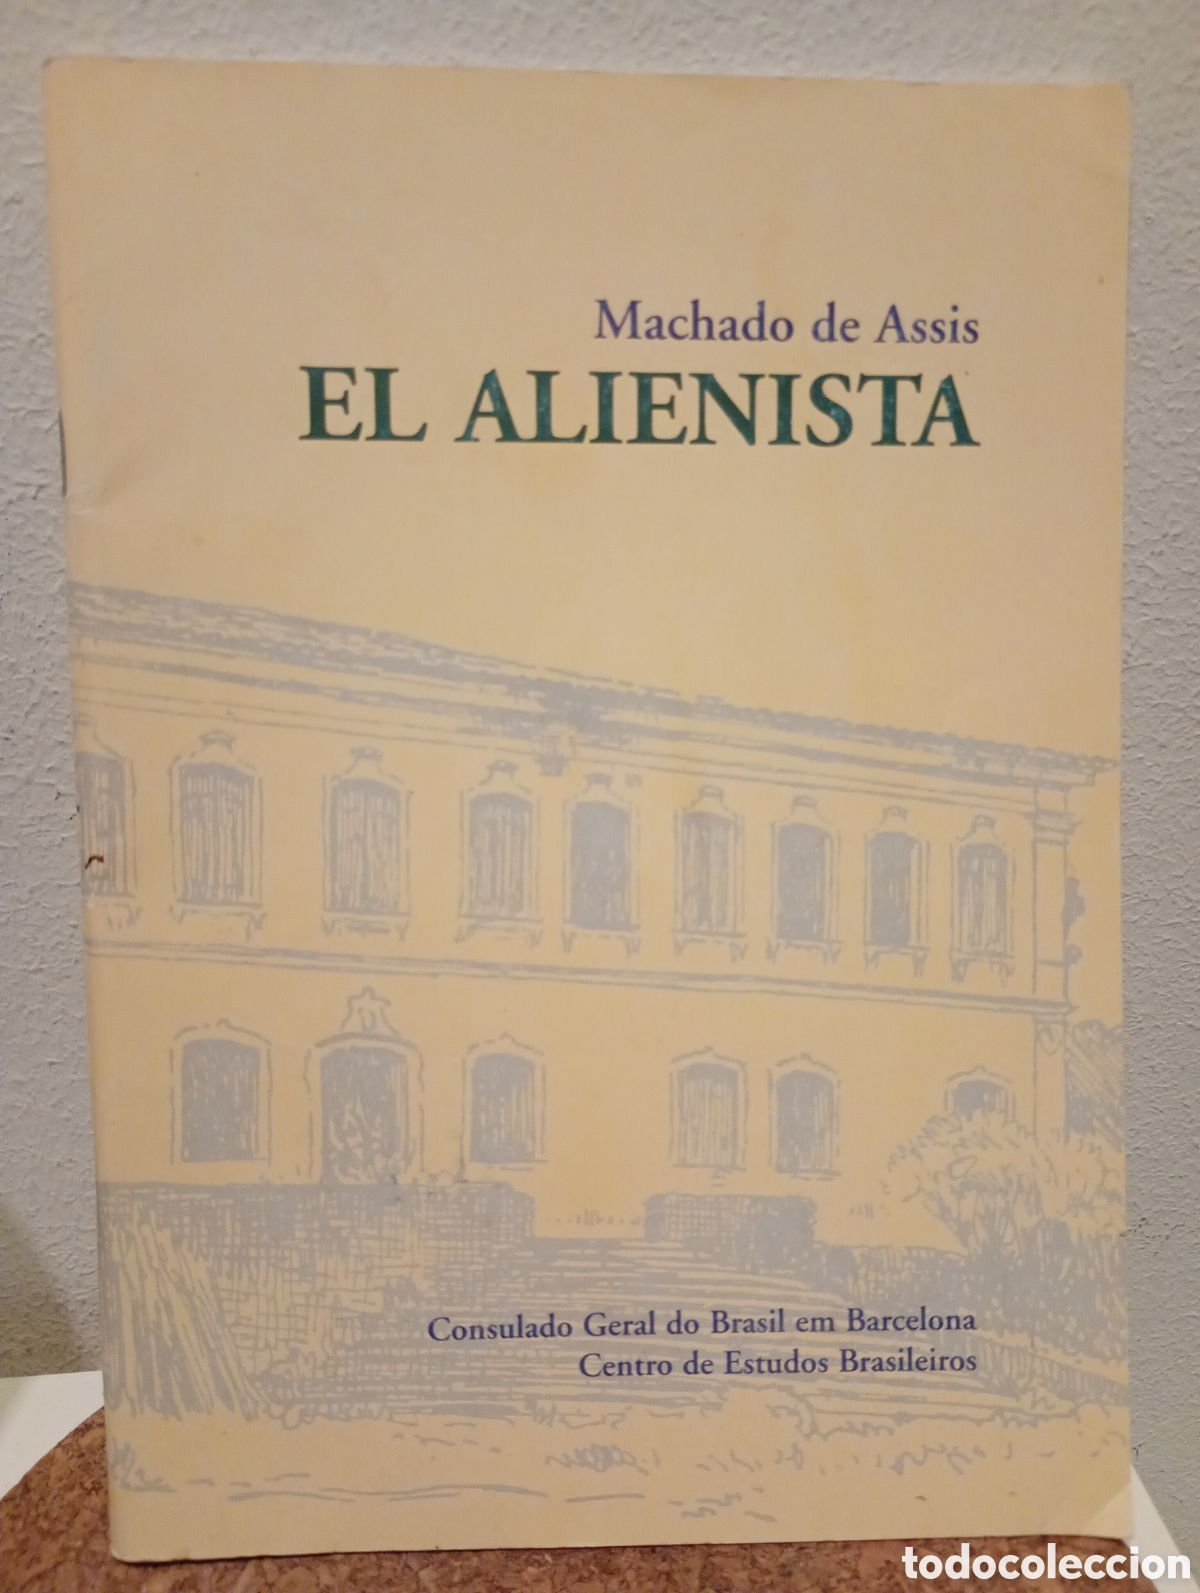 Machado de Assis
EL ALIENISTA
Consulado Geral do Brasil em Barcelona
Centro de Estudos Brasileiros
todocoleccion